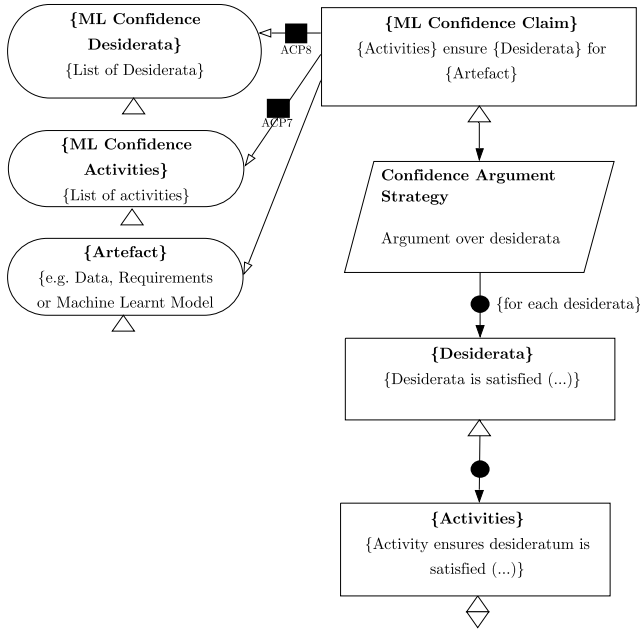 {ML Confidence
Desiderata}
{List of Desiderata}
ACP8
{ML Confidence Claim}
{Activities} ensure {Desiderata} for
{Artefact}
ACP7
{ML Confidence
Activities}
{List of activities}
Confidence Argument
Strategy
Argument over desiderata
{Artefact}
{e.g. Data, Requirements
or Machine Learnt Model
{for each desiderata}
{Desiderata}
{Desiderata is satisfied (...)}
{Activities}
{Activity ensures desideratum is
satisfied (...)}